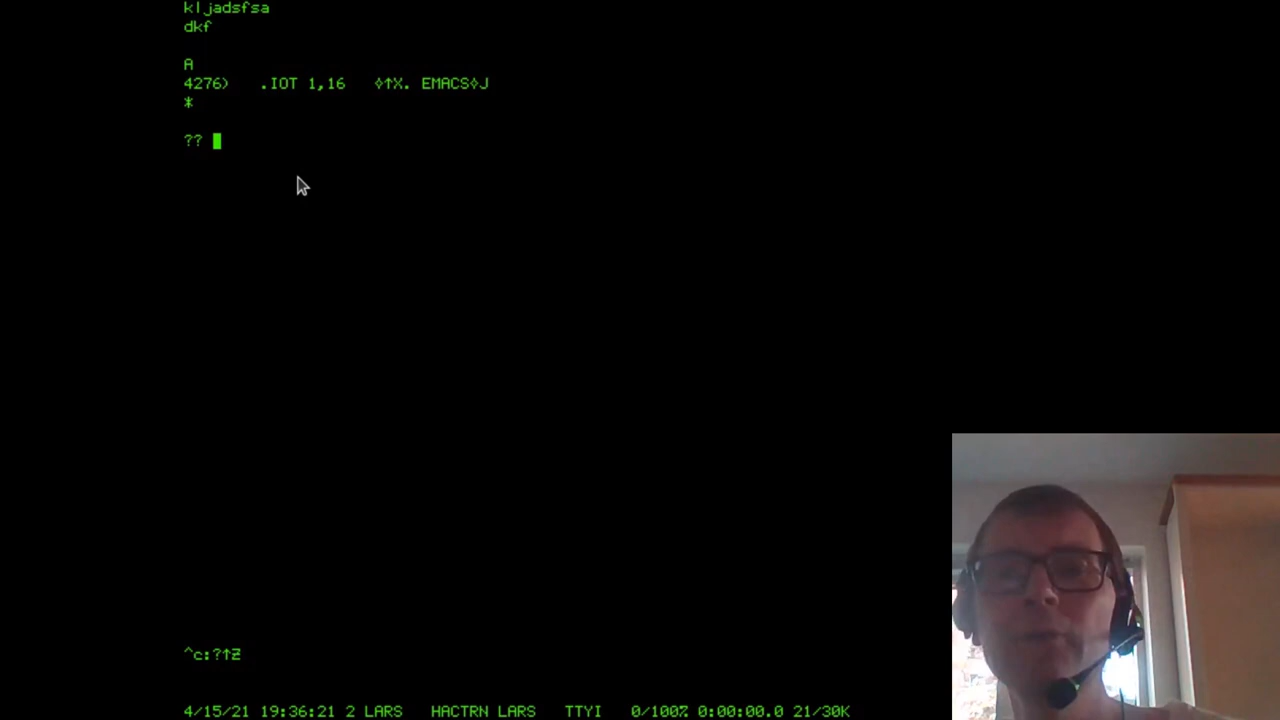 kljadsfsa
dkf
A
4276)   .IOT 1,16   ◊↑X. EMACS◊J
*
??
^c:?↑Z
4/15/21 19:36:21 2 LARS   HACTRN LARS   TTYI   0/100% 0:00:00.0 21/30K